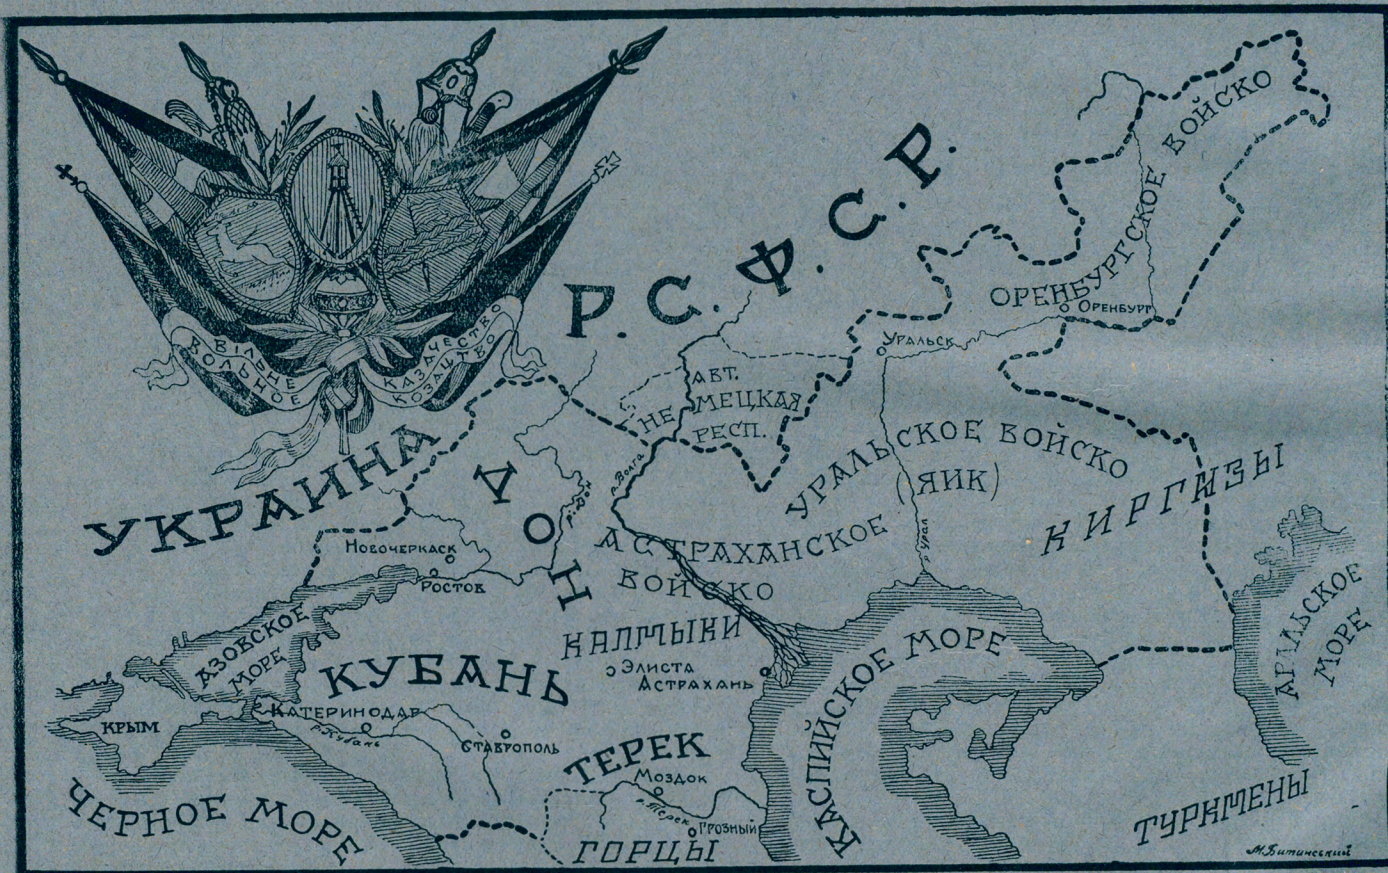 ВІЛЬНЕ КОЗАЦТВО
ВОЛЬНОЕ КАЗАЧЕСТВО
Р.С.Ф.С.Р.
ОРЕНБУРГСКОЕ ВОЙСКО
Оренбург
Уральск
АВТ.
НЕМЕЦКАЯ
РЕСП.
УКРАИНА
ДОН
р. Волга
р. Дон
УРАЛЬСКОЕ ВОЙСКО
(ЯИК)
р. Урал
КИРГИЗЫ
АСТРАХАНСКОЕ
ВОЙСКО
Новочеркаск
Ростов
АЗОВСКОЕ
МОРЕ
КАЛМЫКИ
Элиста
Астрахань
КУБАНЬ
КРЫМ
Катеринодар
р. Кубань
Ставрополь
ТЕРЕК
Моздок
р. Терек
Грозный
ГОРЦЫ
ЧЕРНОЕ МОРЕ
КАСПИЙСКОЕ МОРЕ
АРАЛЬСКОЕ
МОРЕ
ТУРКМЕНЫ
М. Битинський